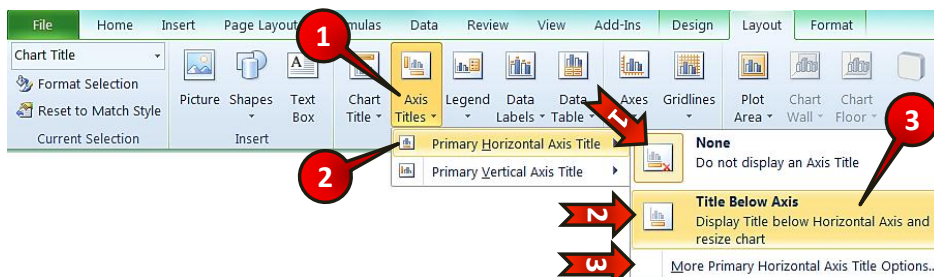 File Home Insert Page Layou mulas Data Review View Add-Ins Design Layout Format
1
Chart Title
Format Selection
Reset to Match Style
Current Selection
Picture Shapes Text Box
Insert
Chart Title Axis Titles Legend Data Labels Data Table Axes Gridlines Plot Area Chart Wall Chart Floor
2
Primary Horizontal Axis Title
Primary Vertical Axis Title
1
None
Do not display an Axis Title
3
2
Title Below Axis
Display Title below Horizontal Axis and
resize chart
3
More Primary Horizontal Axis Title Options..